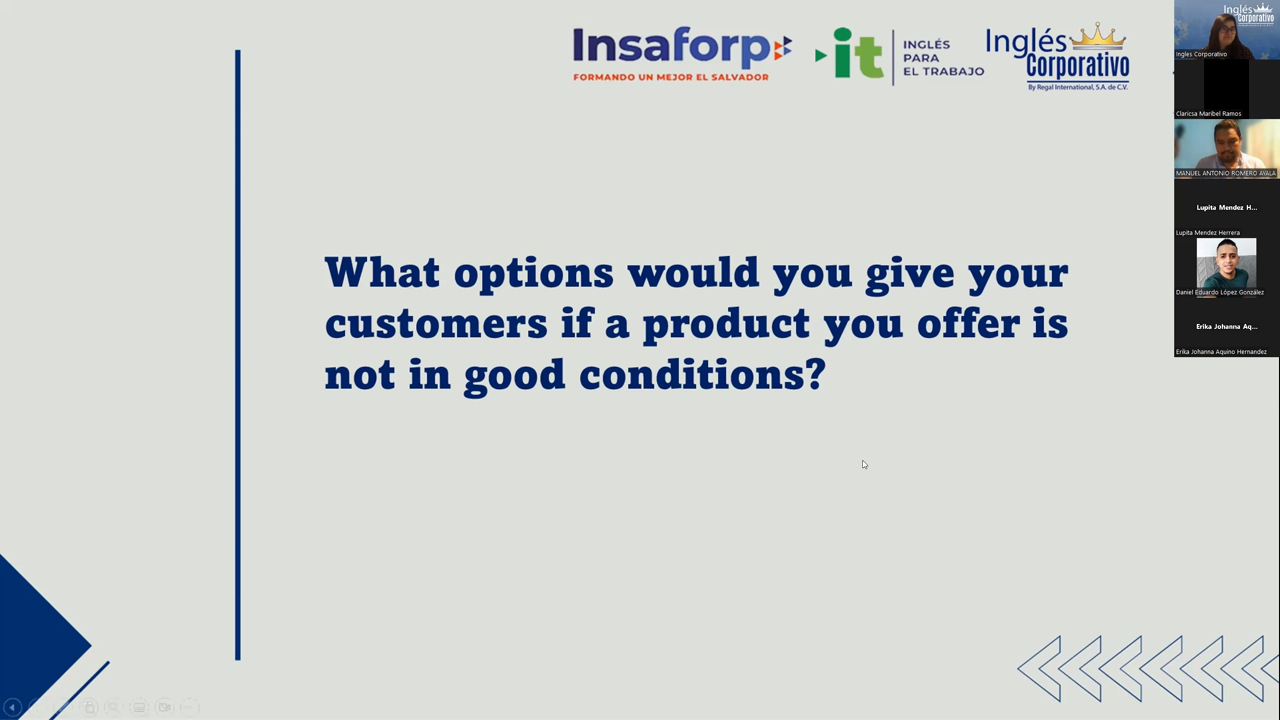 Insaforp
FORMANDO UN MEJOR EL SALVADOR
it
INGLÉS
PARA
EL TRABAJO
Inglés
Corporativo
By Regal International, S.A. de C.V.
What options would you give your
customers if a product you offer is
not in good conditions?
Inglés
Corporativo
Ingles Corporativo
Claricsa Maribel Ramos
MANUEL ANTONIO ROMERO AYALA
Lupita Mendez H...
Lupita Mendez Herrera
Daniel Eduardo López González
Erika Johanna Aq...
Erika Johanna Aquino Hernandez